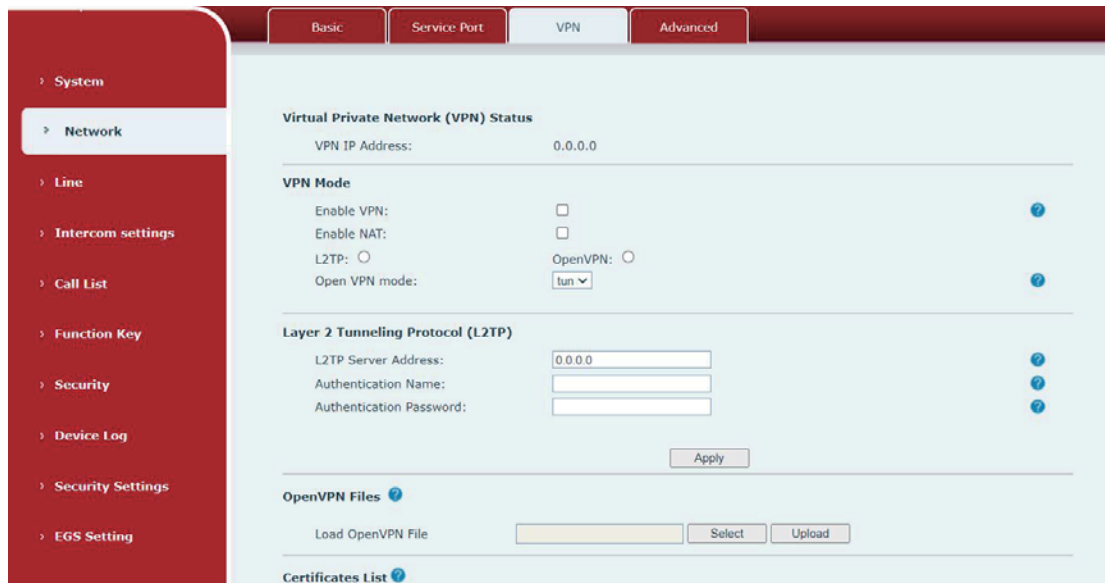 Basic Service Port VPN Advanced
System
Network
Line
Intercom settings
Call List
Function Key
Security
Device Log
Security Settings
EGS Setting
Virtual Private Network (VPN) Status
VPN IP Address: 0.0.0.0
VPN Mode
Enable VPN:
Enable NAT:
L2TP: OpenVPN:
Open VPN mode: tun
Layer 2 Tunneling Protocol (L2TP)
L2TP Server Address: 0.0.0.0
Authentication Name:
Authentication Password:
Apply
OpenVPN Files ?
Load OpenVPN File Select Upload
Certificates List ?